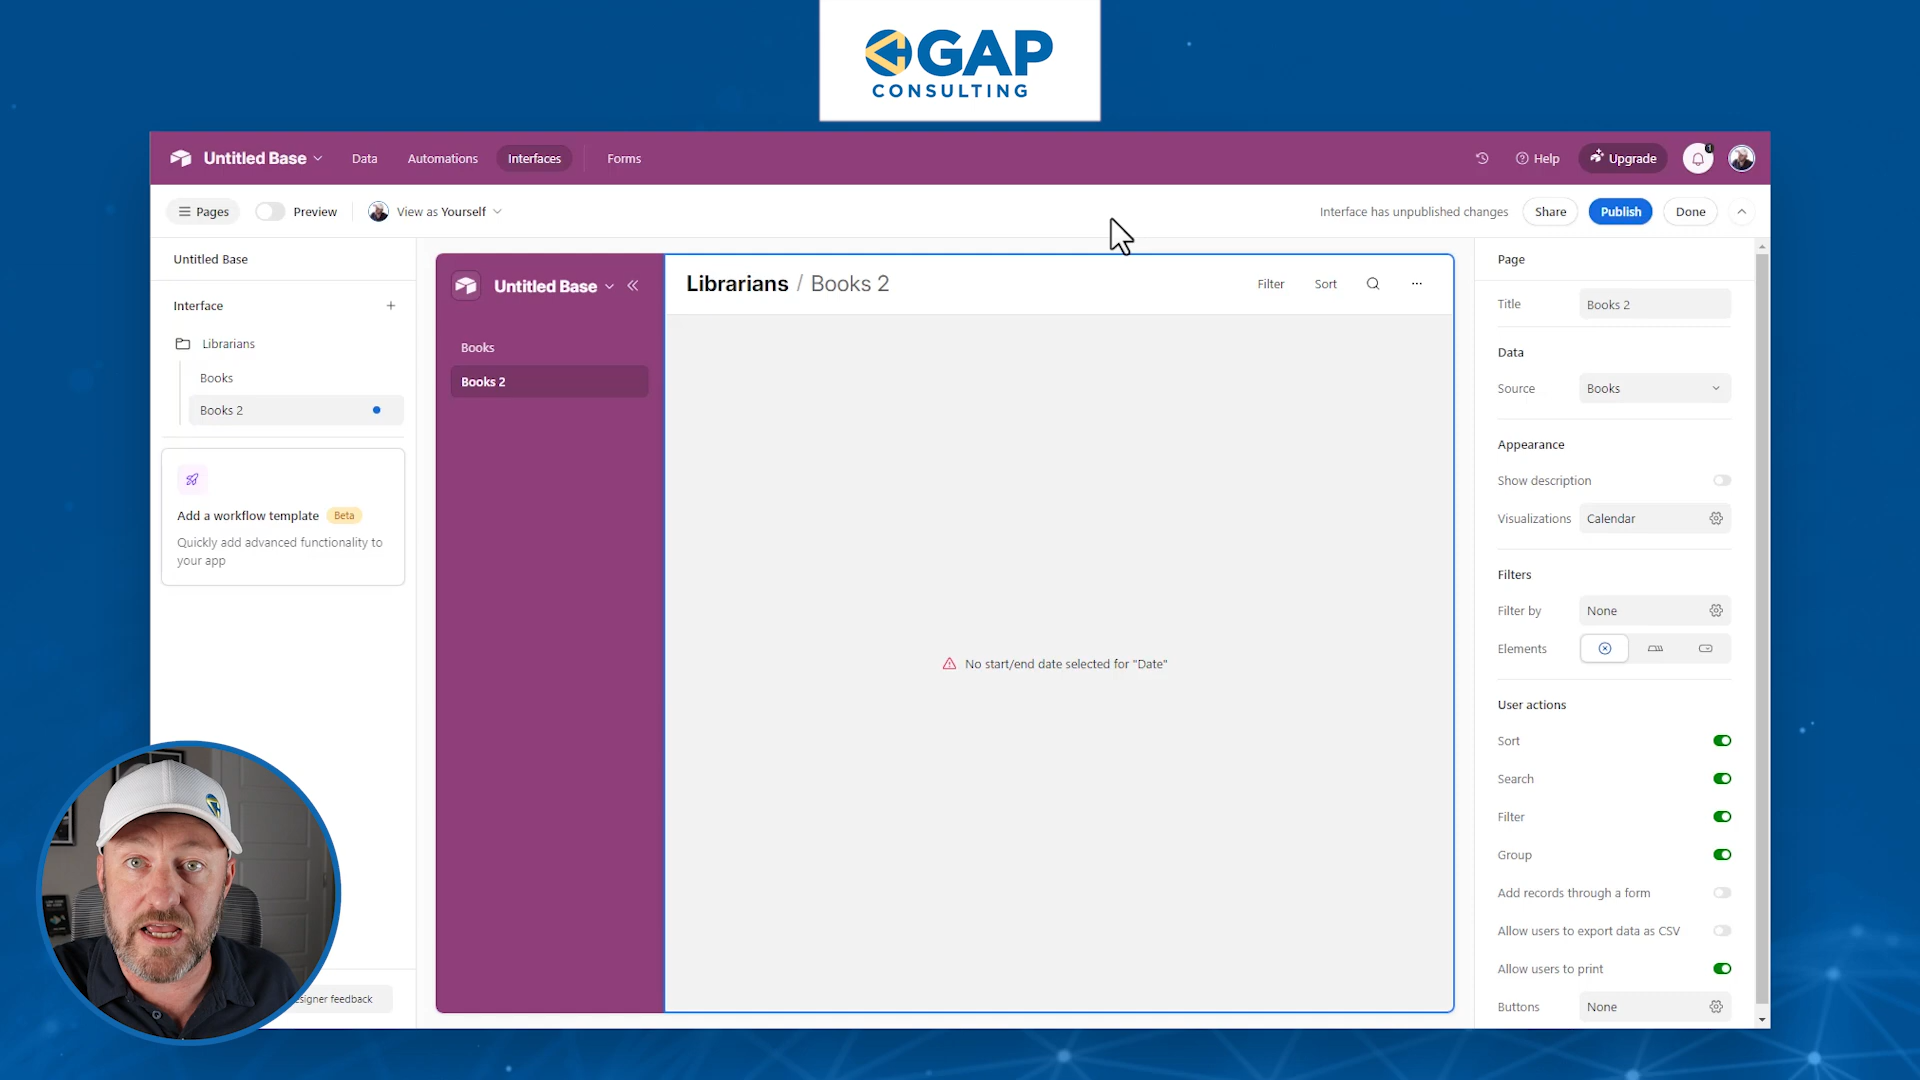 GAP
CONSULTING
Untitled Base
Data
Automations
Interfaces
Forms
Help
Upgrade
1
Pages
Preview
View as Yourself
Interface has unpublished changes
Share
Publish
Done
Untitled Base
Interface
Librarians
Books
Books 2
Add a workflow template Beta
Quickly add advanced functionality to
your app
esigner feedback
Untitled Base
Books
Books 2
Librarians / Books 2
Filter
Sort
No start/end date selected for "Date"
Page
Title Books 2
Data
Source Books
Appearance
Show description
Visualizations Calendar
Filters
Filter by None
Elements
User actions
Sort
Search
Filter
Group
Add records through a form
Allow users to export data as CSV
Allow users to print
Buttons None